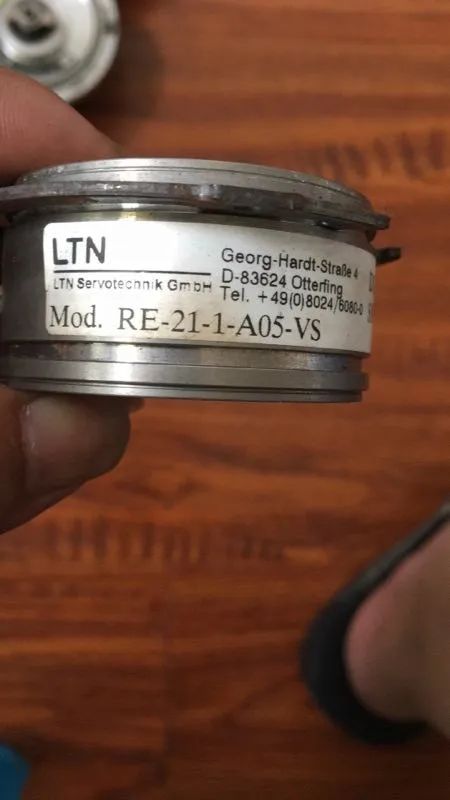 LTN
LTN Servotechnik GmbH
Georg-Hardt-Straße 4
D-83624 Otterfing
Tel. +49(0)8024/6080-0
Mod. RE-21-1-A05-VS